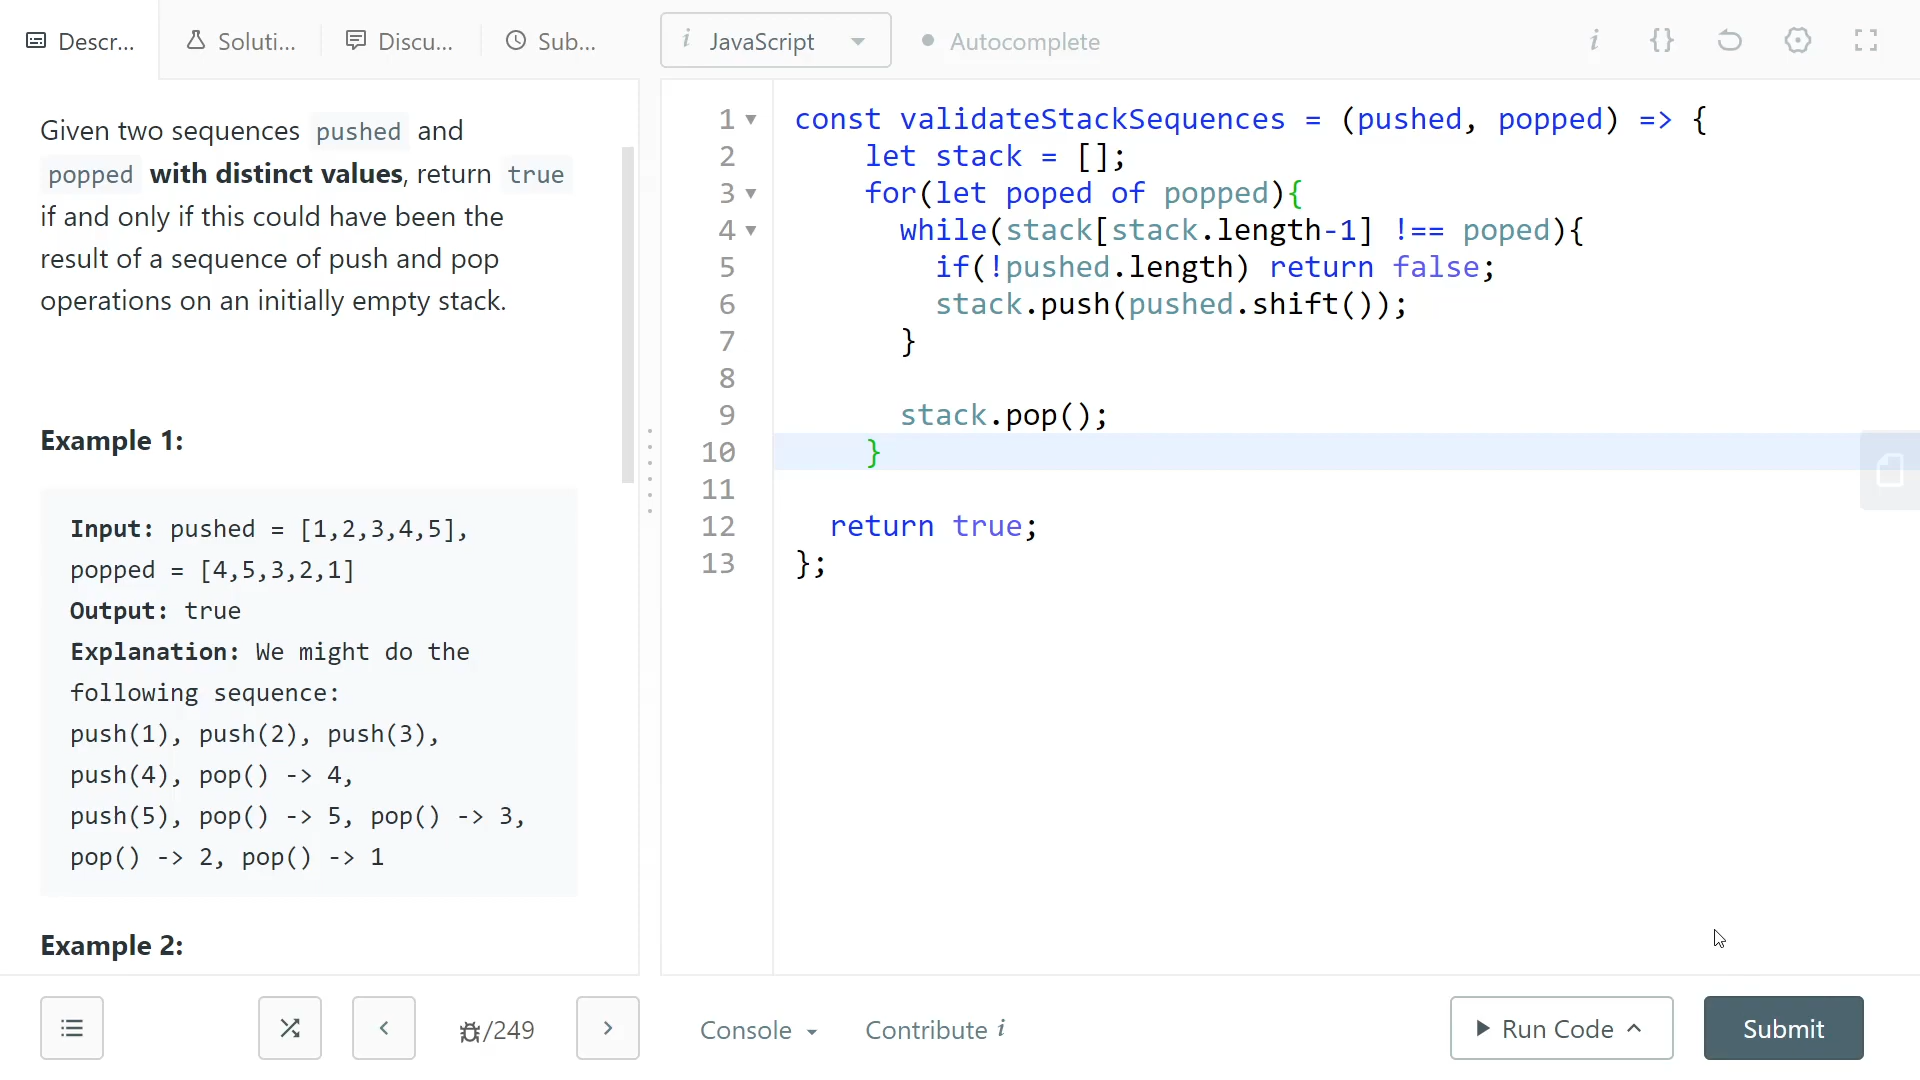 Descr...
Soluti...
Discu...
Sub...
i JavaScript
Autocomplete
i {}
Given two sequences pushed and
popped with distinct values, return true
if and only if this could have been the
result of a sequence of push and pop
operations on an initially empty stack.
Example 1:
Input: pushed = [1,2,3,4,5],
popped = [4,5,3,2,1]
Output: true
Explanation: We might do the
following sequence:
push(1), push(2), push(3),
push(4), pop() -> 4,
push(5), pop() -> 5, pop() -> 3,
pop() -> 2, pop() -> 1
Example 2:
1 const validateStackSequences = (pushed, popped) => {
2 let stack = [];
3 for(let poped of popped){
4 while(stack[stack.length-1] !== poped){
5 if(!pushed.length) return false;
6 stack.push(pushed.shift());
7 }
8
9 stack.pop();
10 }
11
12 return true;
13 };
/249
Console
Contribute i
Run Code
Submit